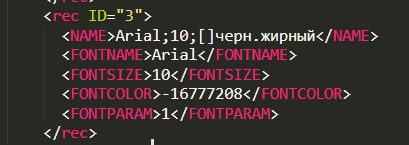 <rec ID="3">
<NAME>Arial;10;[]черн.жирный</NAME>
<FONTNAME>Arial</FONTNAME>
<FONTSIZE>10</FONTSIZE>
<FONTCOLOR>-16777208</FONTCOLOR>
<FONTPARAM>1</FONTPARAM>
</rec>